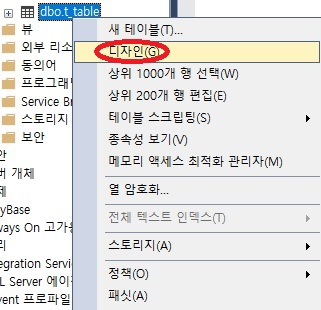 dbo.t_table
뷰
외부 리소
동의어
프로그래밍
Service Br
스토리지
보안
안
버 개체
yBase
ways On 고가용
리
egration Service
L Server 에이전
vent 프로파일
새 테이블(T)...
디자인(G)
상위 1000개 행 선택(W)
상위 200개 행 편집(E)
테이블 스크립팅(S)
종속성 보기(V)
메모리 액세스 최적화 관리자(M)
열 암호화...
전체 텍스트 인덱스(T)
스토리지(A)
정책(O)
패싯(A)